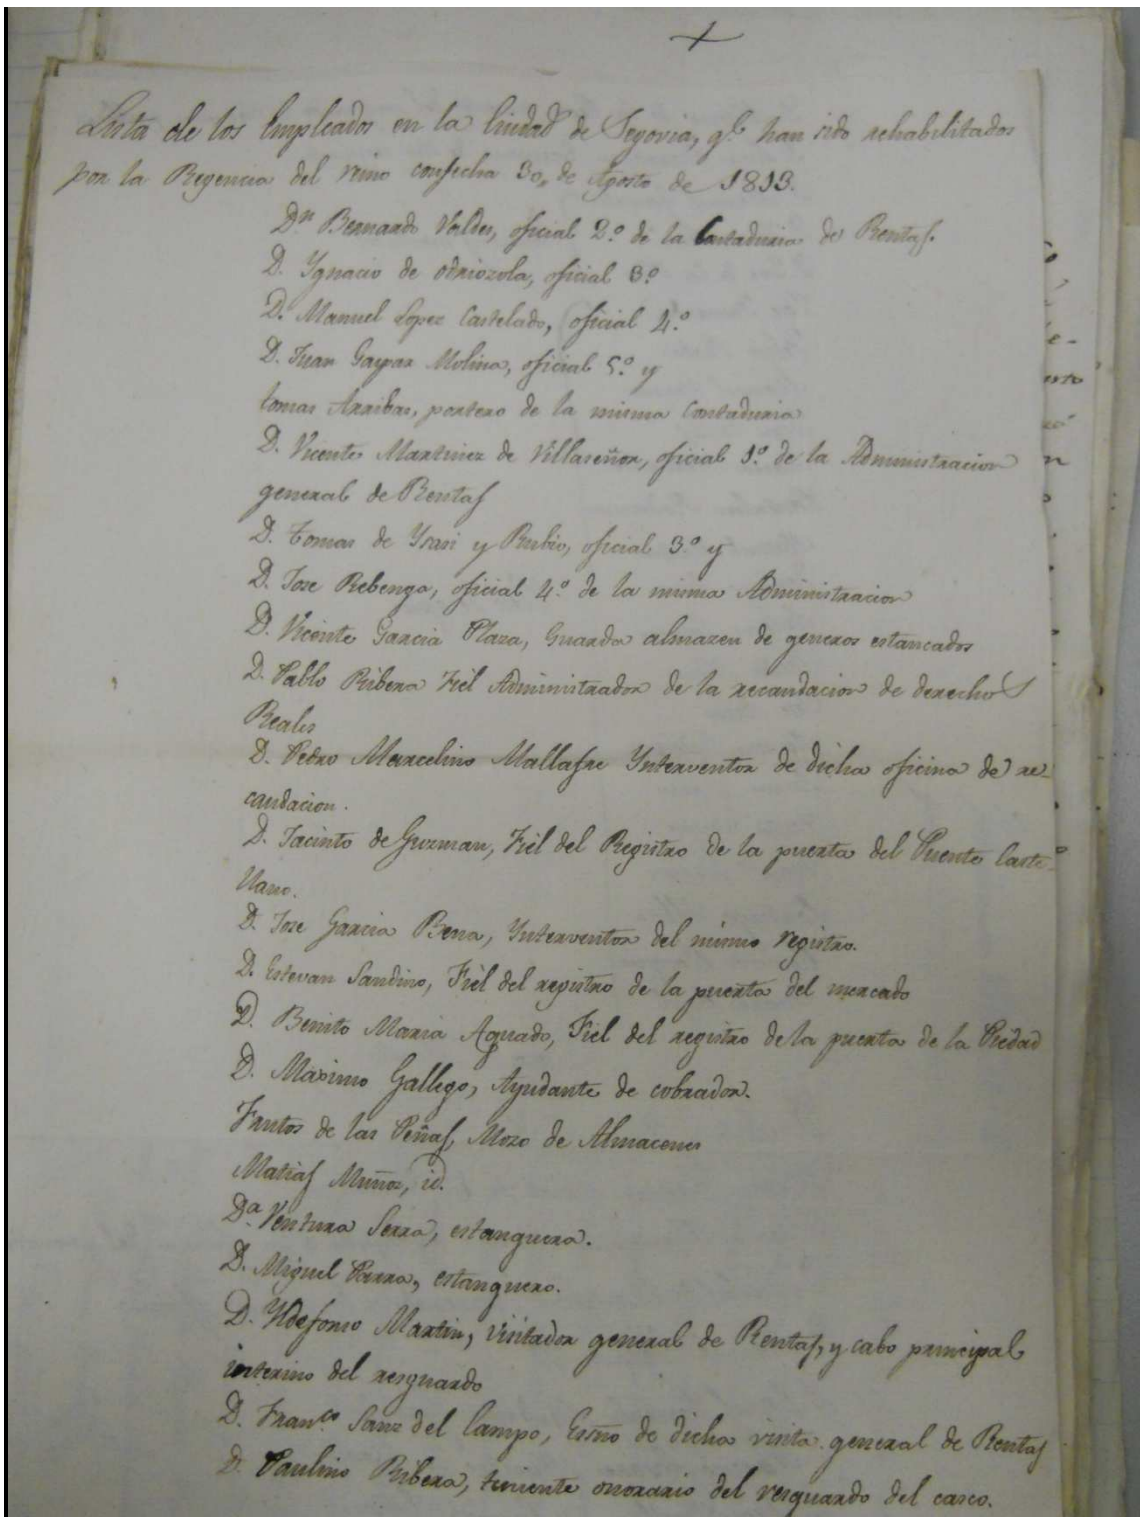 Lista de los Empleados en la Ciudad de Segovia, q.e han sido rehabilitados
por la Regencia del reino con fecha 30,, de Agosto de 1813.
Dn Bernardo Valdes, oficial 2.º de la Contaduria de Rentas.
D. Ygnacio de Odriozola, oficial 3.º
D. Manuel Lopez Castelado, oficial 4.º
D. Juan Gaspar Molina, oficial 5.º y
Tomas Arribas, portero de la misma Contaduria
D. Vicente Martinez de Villaseñor, oficial 1.º de la Administracion
general de Rentas
D. Tomas de Ysasi y Rubio, oficial 3.º y
D. Jose Rebenga, oficial 4.º de la misma Administracion
D. Vicente Garcia Plaza, Guarda almazen de generos estancados
D. Pablo Ribera Fiel Administrador de la recaudacion de derechos
Reales
D. Pedro Marcelino Mallafre Ynterventor de dicha oficina de re-
caudacion.
D. Jacinto de Guzman, Fiel del Registro de la puerta del Puente Caste-
llano.
D. Jose Garcia Bena, Ynterventor del mismo registro.
D. Estevan Sandino, Fiel del registro de la puerta del mercado
D. Benito Maria Aguado, Fiel del registro de la puerta de la Piedad
D. Maximo Gallego, Ayudante de cobrador.
Frutos de las Peñas, Mozo de Almacenes
Matias Muñoz, id.
D.a Ventura Serra, estanquera.
D. Miguel Parra, estanquero.
D. Yldefonso Martin, Visitador general de Rentas, y cabo principal
interino del resguardo
D. Fran.co Sanz del Campo, Essno de dicha visita general de Rentas
D. Paulino Ribera, teniente onorario del resguardo del casco.